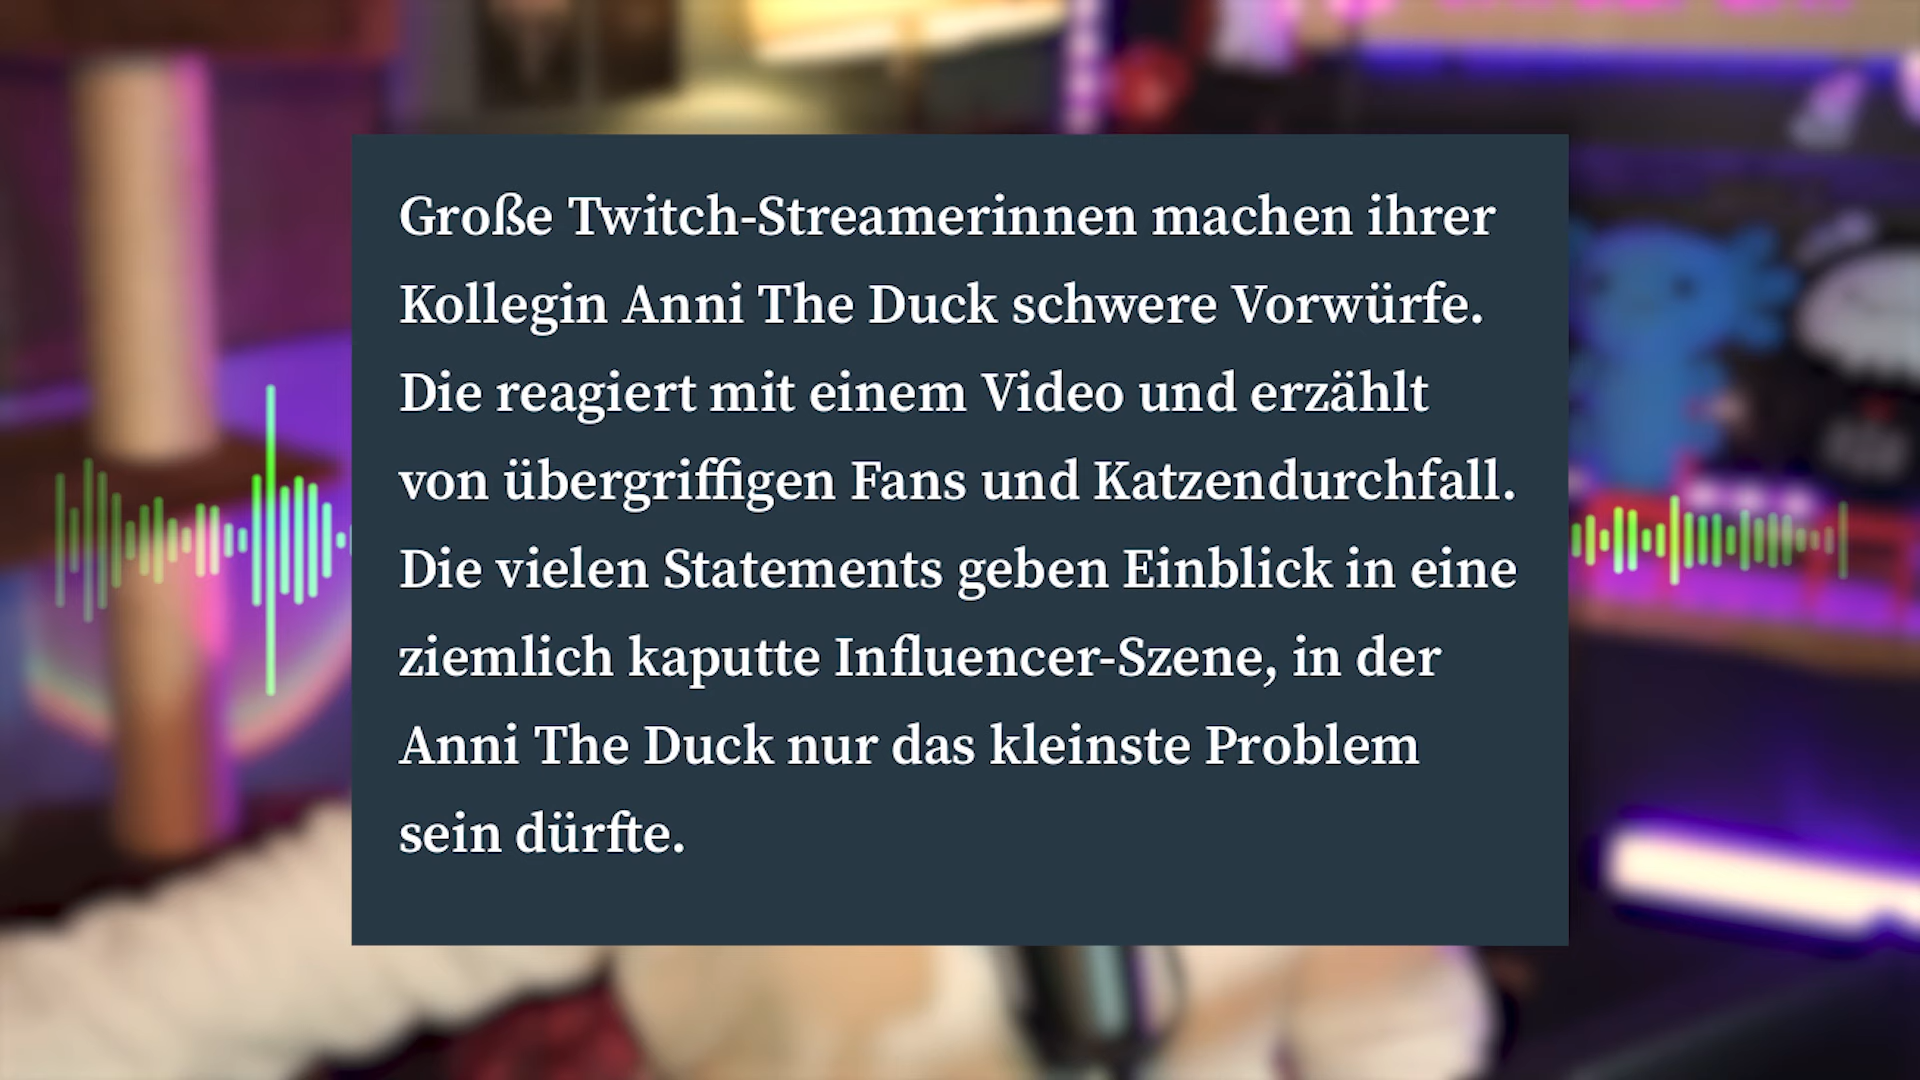 Große Twitch-Streamerinnen machen ihrer
Kollegin Anni The Duck schwere Vorwürfe.
Die reagiert mit einem Video und erzählt
von übergriffigen Fans und Katzendurchfall.
Die vielen Statements geben Einblick in eine
ziemlich kaputte Influencer-Szene, in der
Anni The Duck nur das kleinste Problem
sein dürfte.